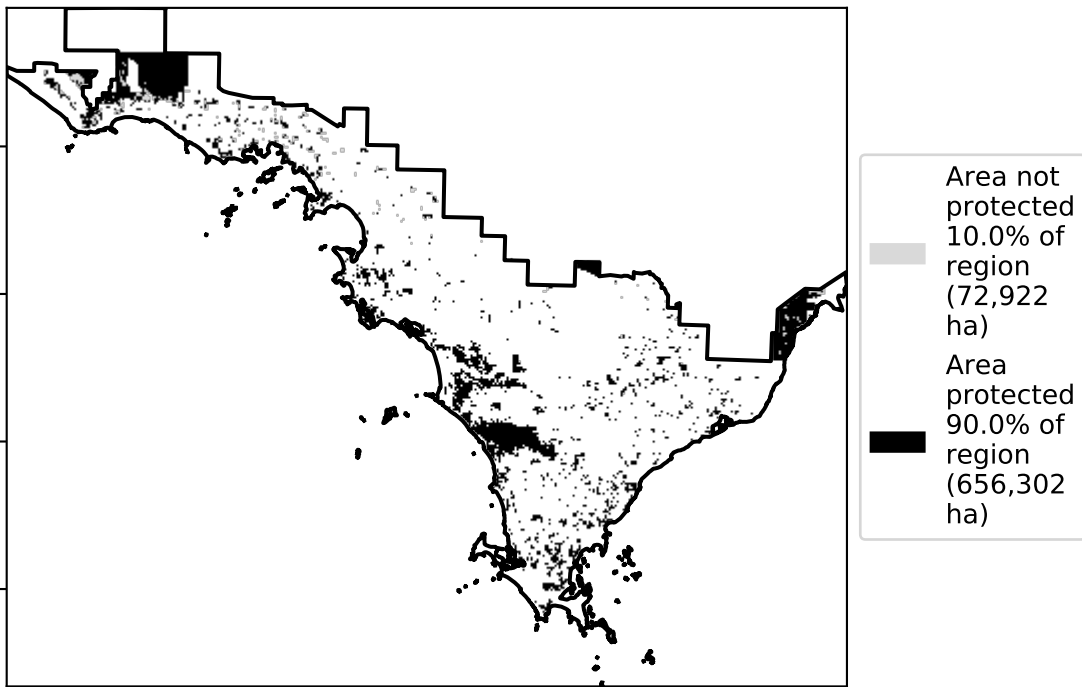 Area not
protected
10.0% of
region
(72,922
ha)
Area
protected
90.0% of
region
(656,302
ha)